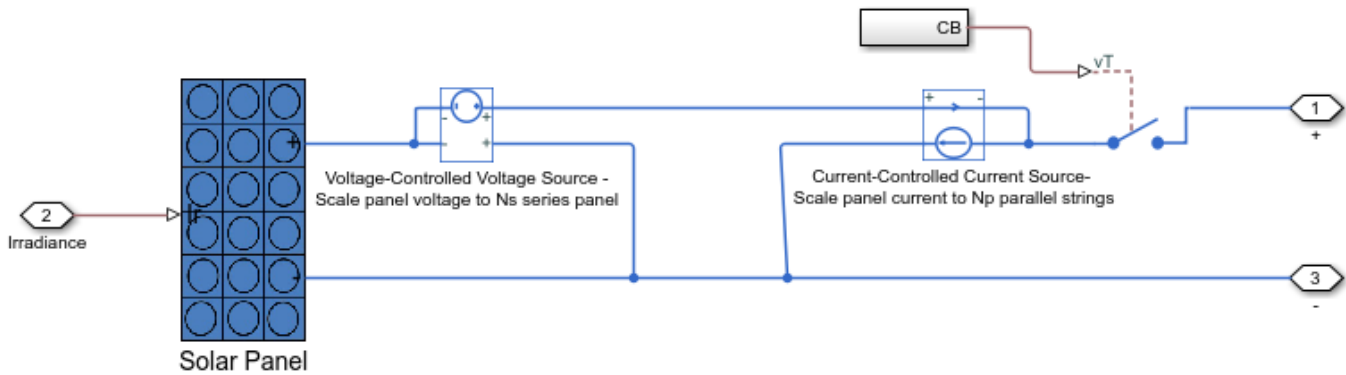 CB
vT
1
+
+ -
- +
- +
+
Voltage-Controlled Voltage Source -
Scale panel voltage to Ns series panel
Current-Controlled Current Source-
Scale panel current to Np parallel strings
2
Irradiance
Ir
-
3
-
Solar Panel